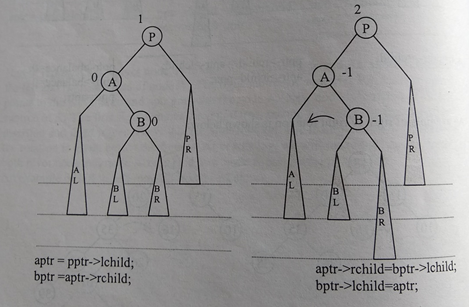 1
P
0
A
B
0
A
L
B
L
B
R
P
R
aptr = pptr->lchild;
bptr =aptr->rchild;
2
P
A
-1
B
-1
A
L
B
L
B
R
P
R
aptr->rchild=bptr->lchild;
bptr->lchild=aptr;